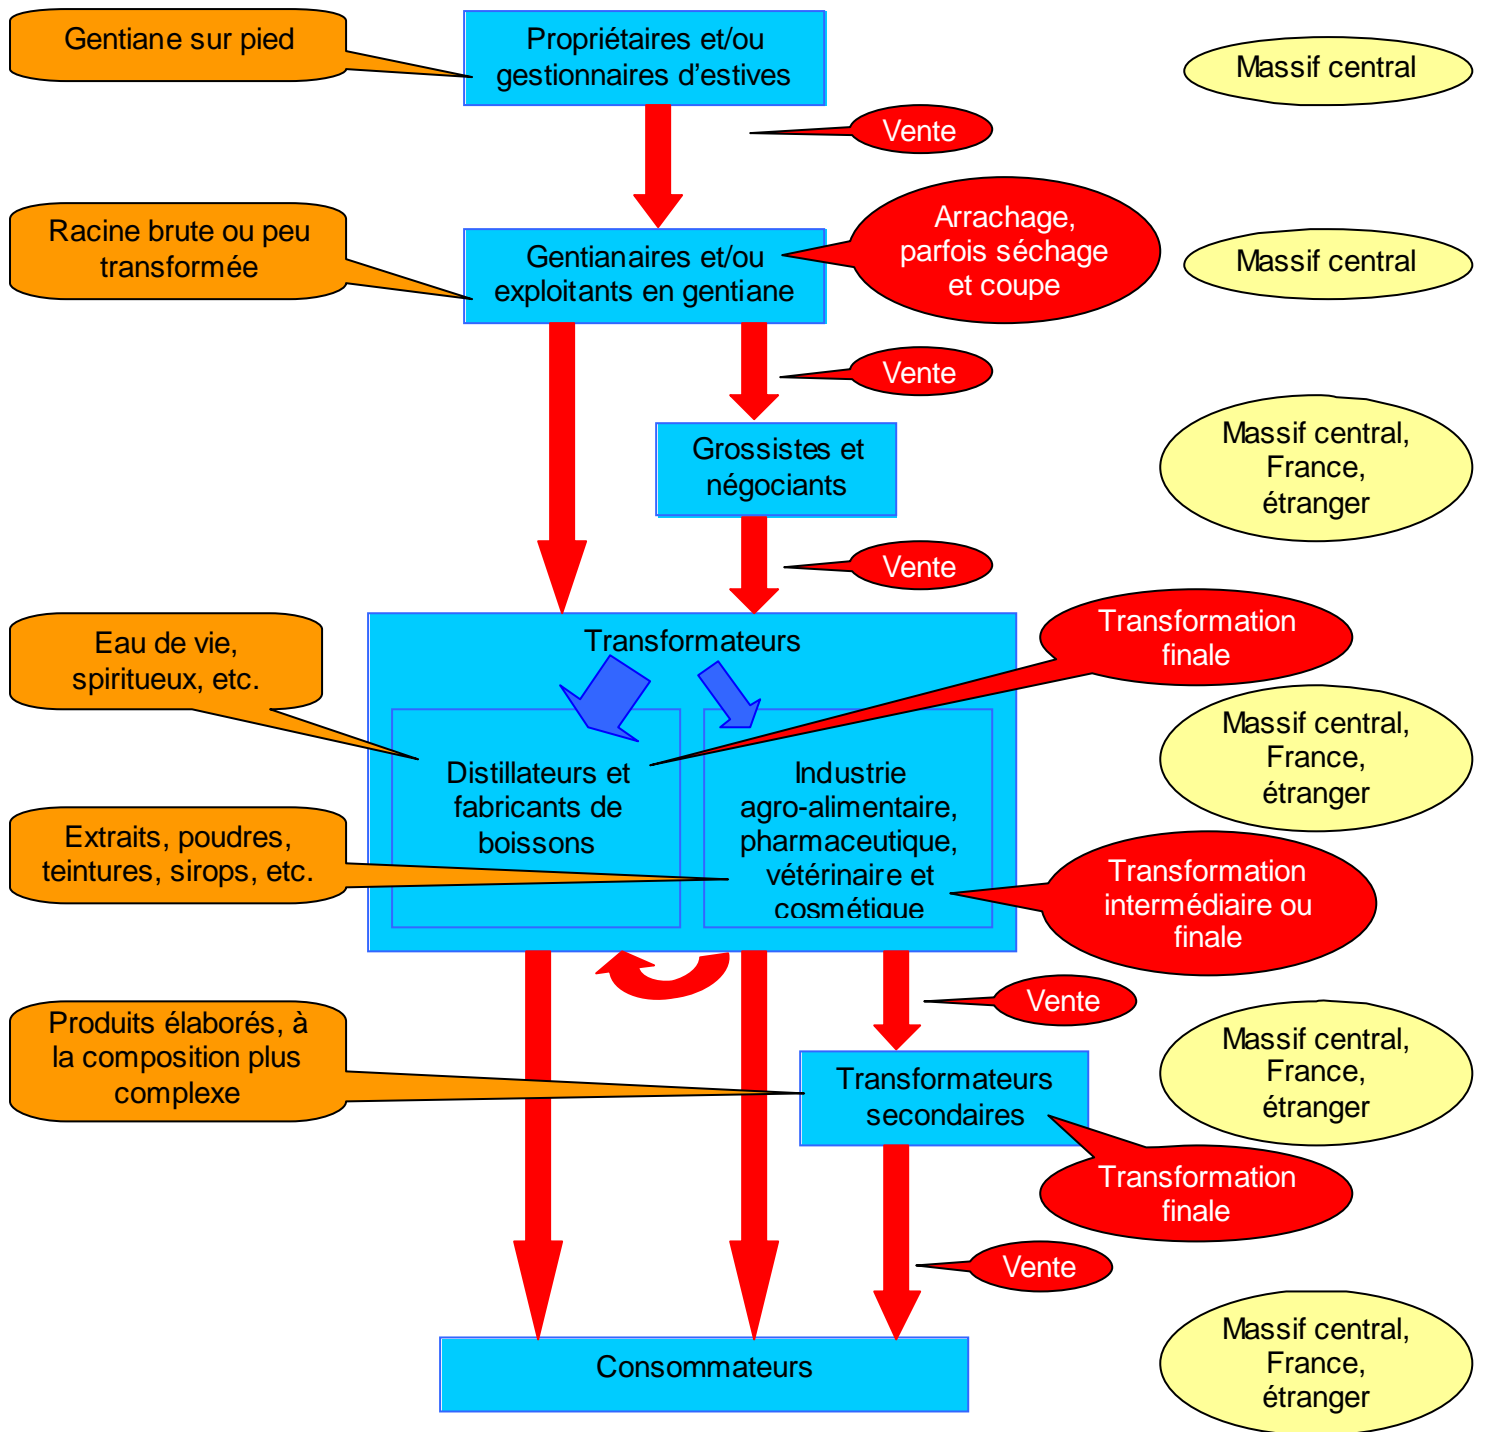 Gentiane sur pied
Propriétaires et/ou
gestionnaires d'estives
Massif central
Vente
Racine brute ou peu
transformée
Gentianaires et/ou
exploitants en gentiane
Arrachage,
parfois séchage
et coupe
Massif central
Vente
Grossistes et
négociants
Massif central,
France,
étranger
Vente
Eau de vie,
spiritueux, etc.
Transformateurs
Transformation
finale
Distillateurs et
fabricants de
boissons
Industrie
agro-alimentaire,
pharmaceutique,
vétérinaire et
cosmétique
Massif central,
France,
étranger
Extraits, poudres,
teintures, sirops, etc.
Transformation
intermédiaire ou
finale
Vente
Produits élaborés, à
la composition plus
complexe
Transformateurs
secondaires
Massif central,
France,
étranger
Transformation
finale
Vente
Consommateurs
Massif central,
France,
étranger